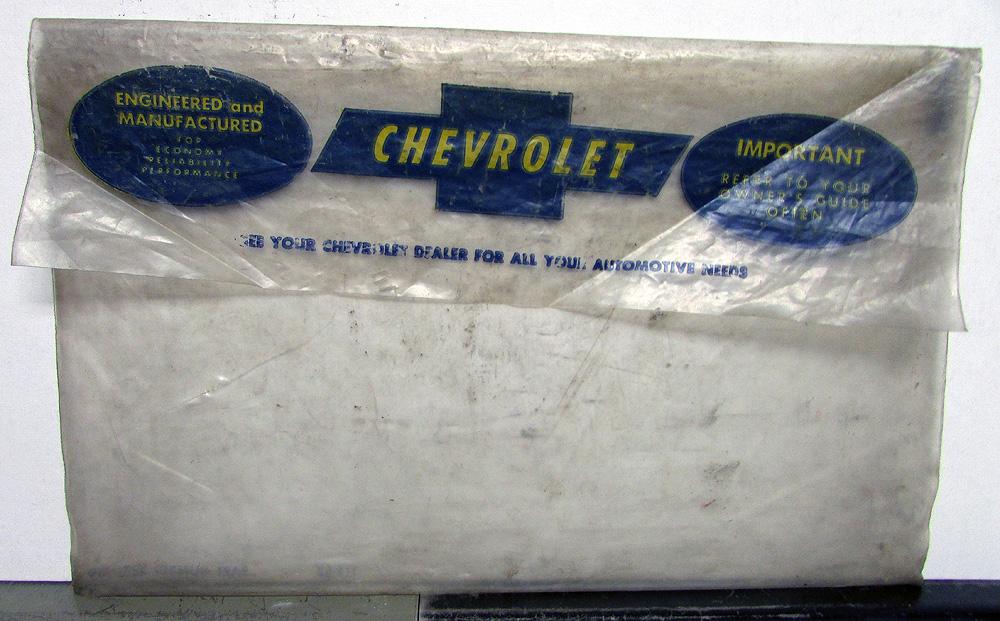 ENGINEERED and
MANUFACTURED
FOR
ECONOMY
RELIABILITY
PERFORMANCE
CHEVROLET
IMPORTANT
REFER TO YOUR
OWNER'S GUIDE
OFTEN
SEE YOUR CHEVROLET DEALER FOR ALL YOUR AUTOMOTIVE NEEDS